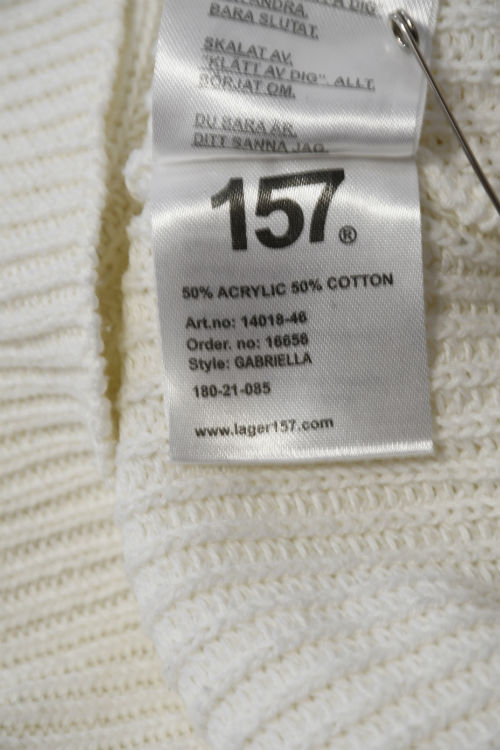 A DIG
ANDRA.
BARA SLUTAT.
SKALAT AV.
"KLÄTT AV DIG". ALLT.
BÖRJAT OM.
DU BARA ÄR.
DITT SANNA JAG.
157®
50% ACRYLIC 50% COTTON
Art.no: 14018-46
Order. no: 16656
Style: GABRIELLA
180-21-085
www.lager157.com